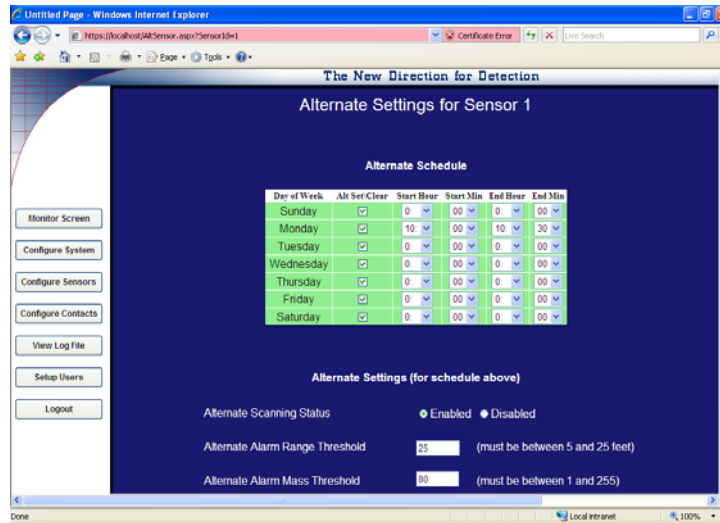 Untitled Page - Windows Internet Explorer
https://localhost/AltSensor.aspx?SensorId=1
Certificate Error
Live Search
Page
Tools
The New Direction for Detection
Alternate Settings for Sensor 1
Alternate Schedule
Day of Week Alt Set\Clear Start Hour Start Min End Hour End Min
Sunday 0: 00 0: 00
Monday 10: 00 10: 30
Tuesday 0: 00 0: 00
Wednesday 0: 00 0: 00
Thursday 0: 00 0: 00
Friday 0: 00 0: 00
Saturday 0: 00 0: 00
Monitor Screen
Configure System
Configure Sensors
Configure Contacts
View Log File
Setup Users
Logout
Alternate Settings (for schedule above)
Alternate Scanning Status Enabled Disabled
Alternate Alarm Range Threshold 25 (must be between 5 and 25 feet)
Alternate Alarm Mass Threshold 80 (must be between 1 and 255)
Done
Local intranet
100%